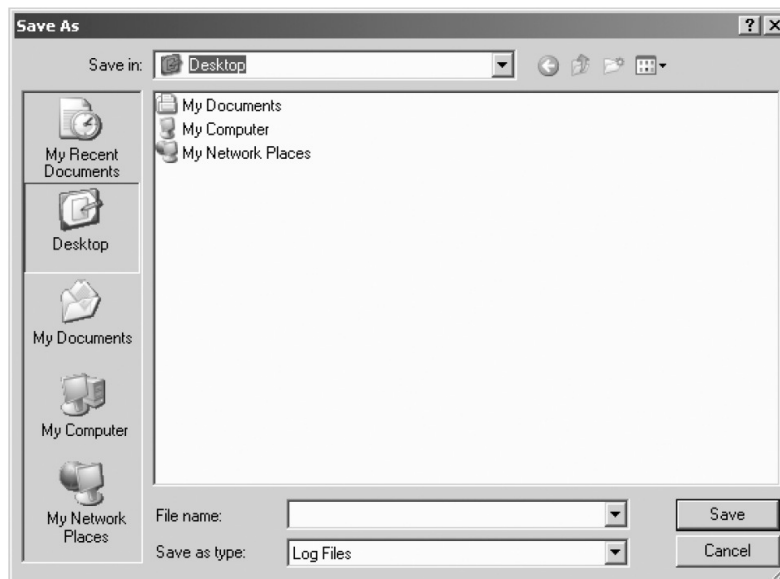 Save As
Save in: Desktop
My Documents
My Computer
My Network Places
My Recent
Documents
Desktop
My Documents
My Computer
My Network
Places
File name:
Save
Save as type: Log Files
Cancel